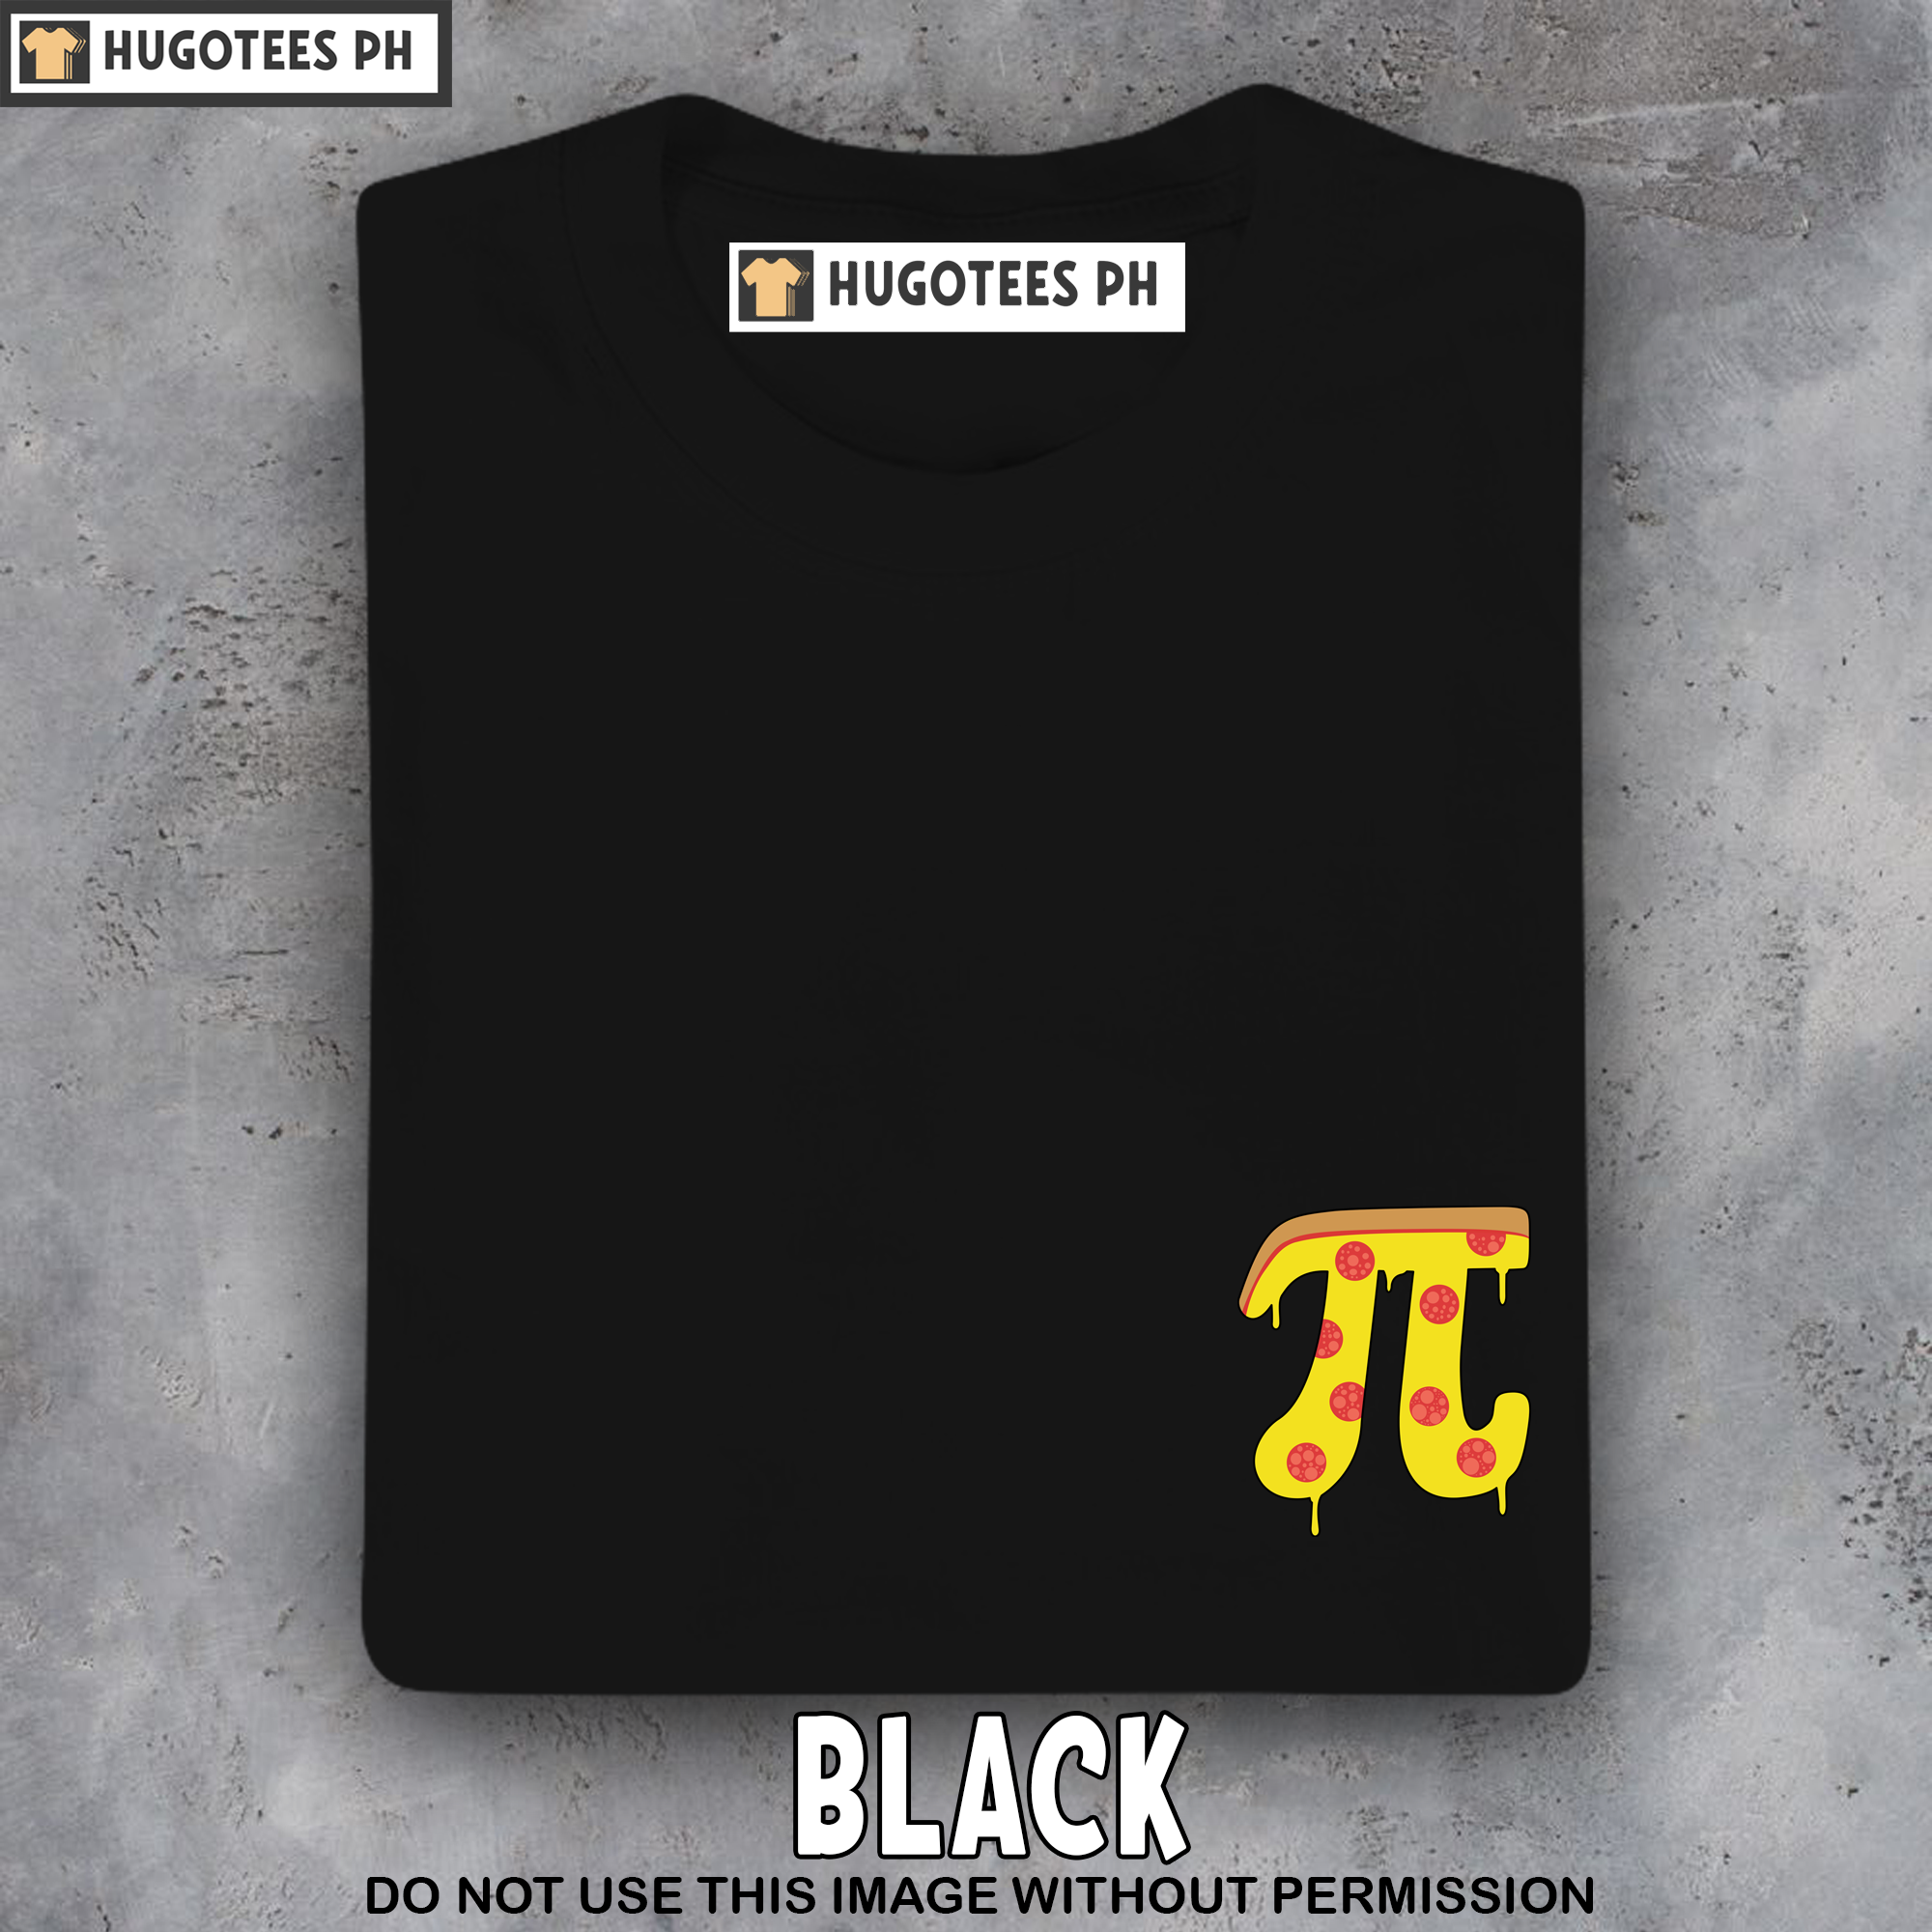 HUGOTEES PH
HUGOTEES PH
π
BLACK
DO NOT USE THIS IMAGE WITHOUT PERMISSION